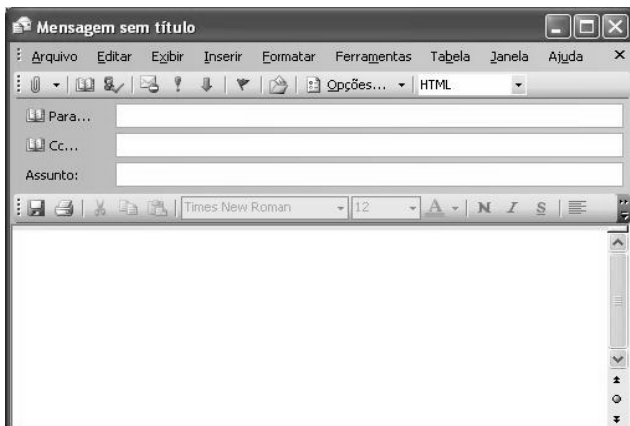 Mensagem sem título
Arquivo Editar Exibir Inserir Formatar Ferramentas Tabela Janela Ajuda
Opções... HTML
Para...
Cc...
Assunto:
Times New Roman 12 A N I S